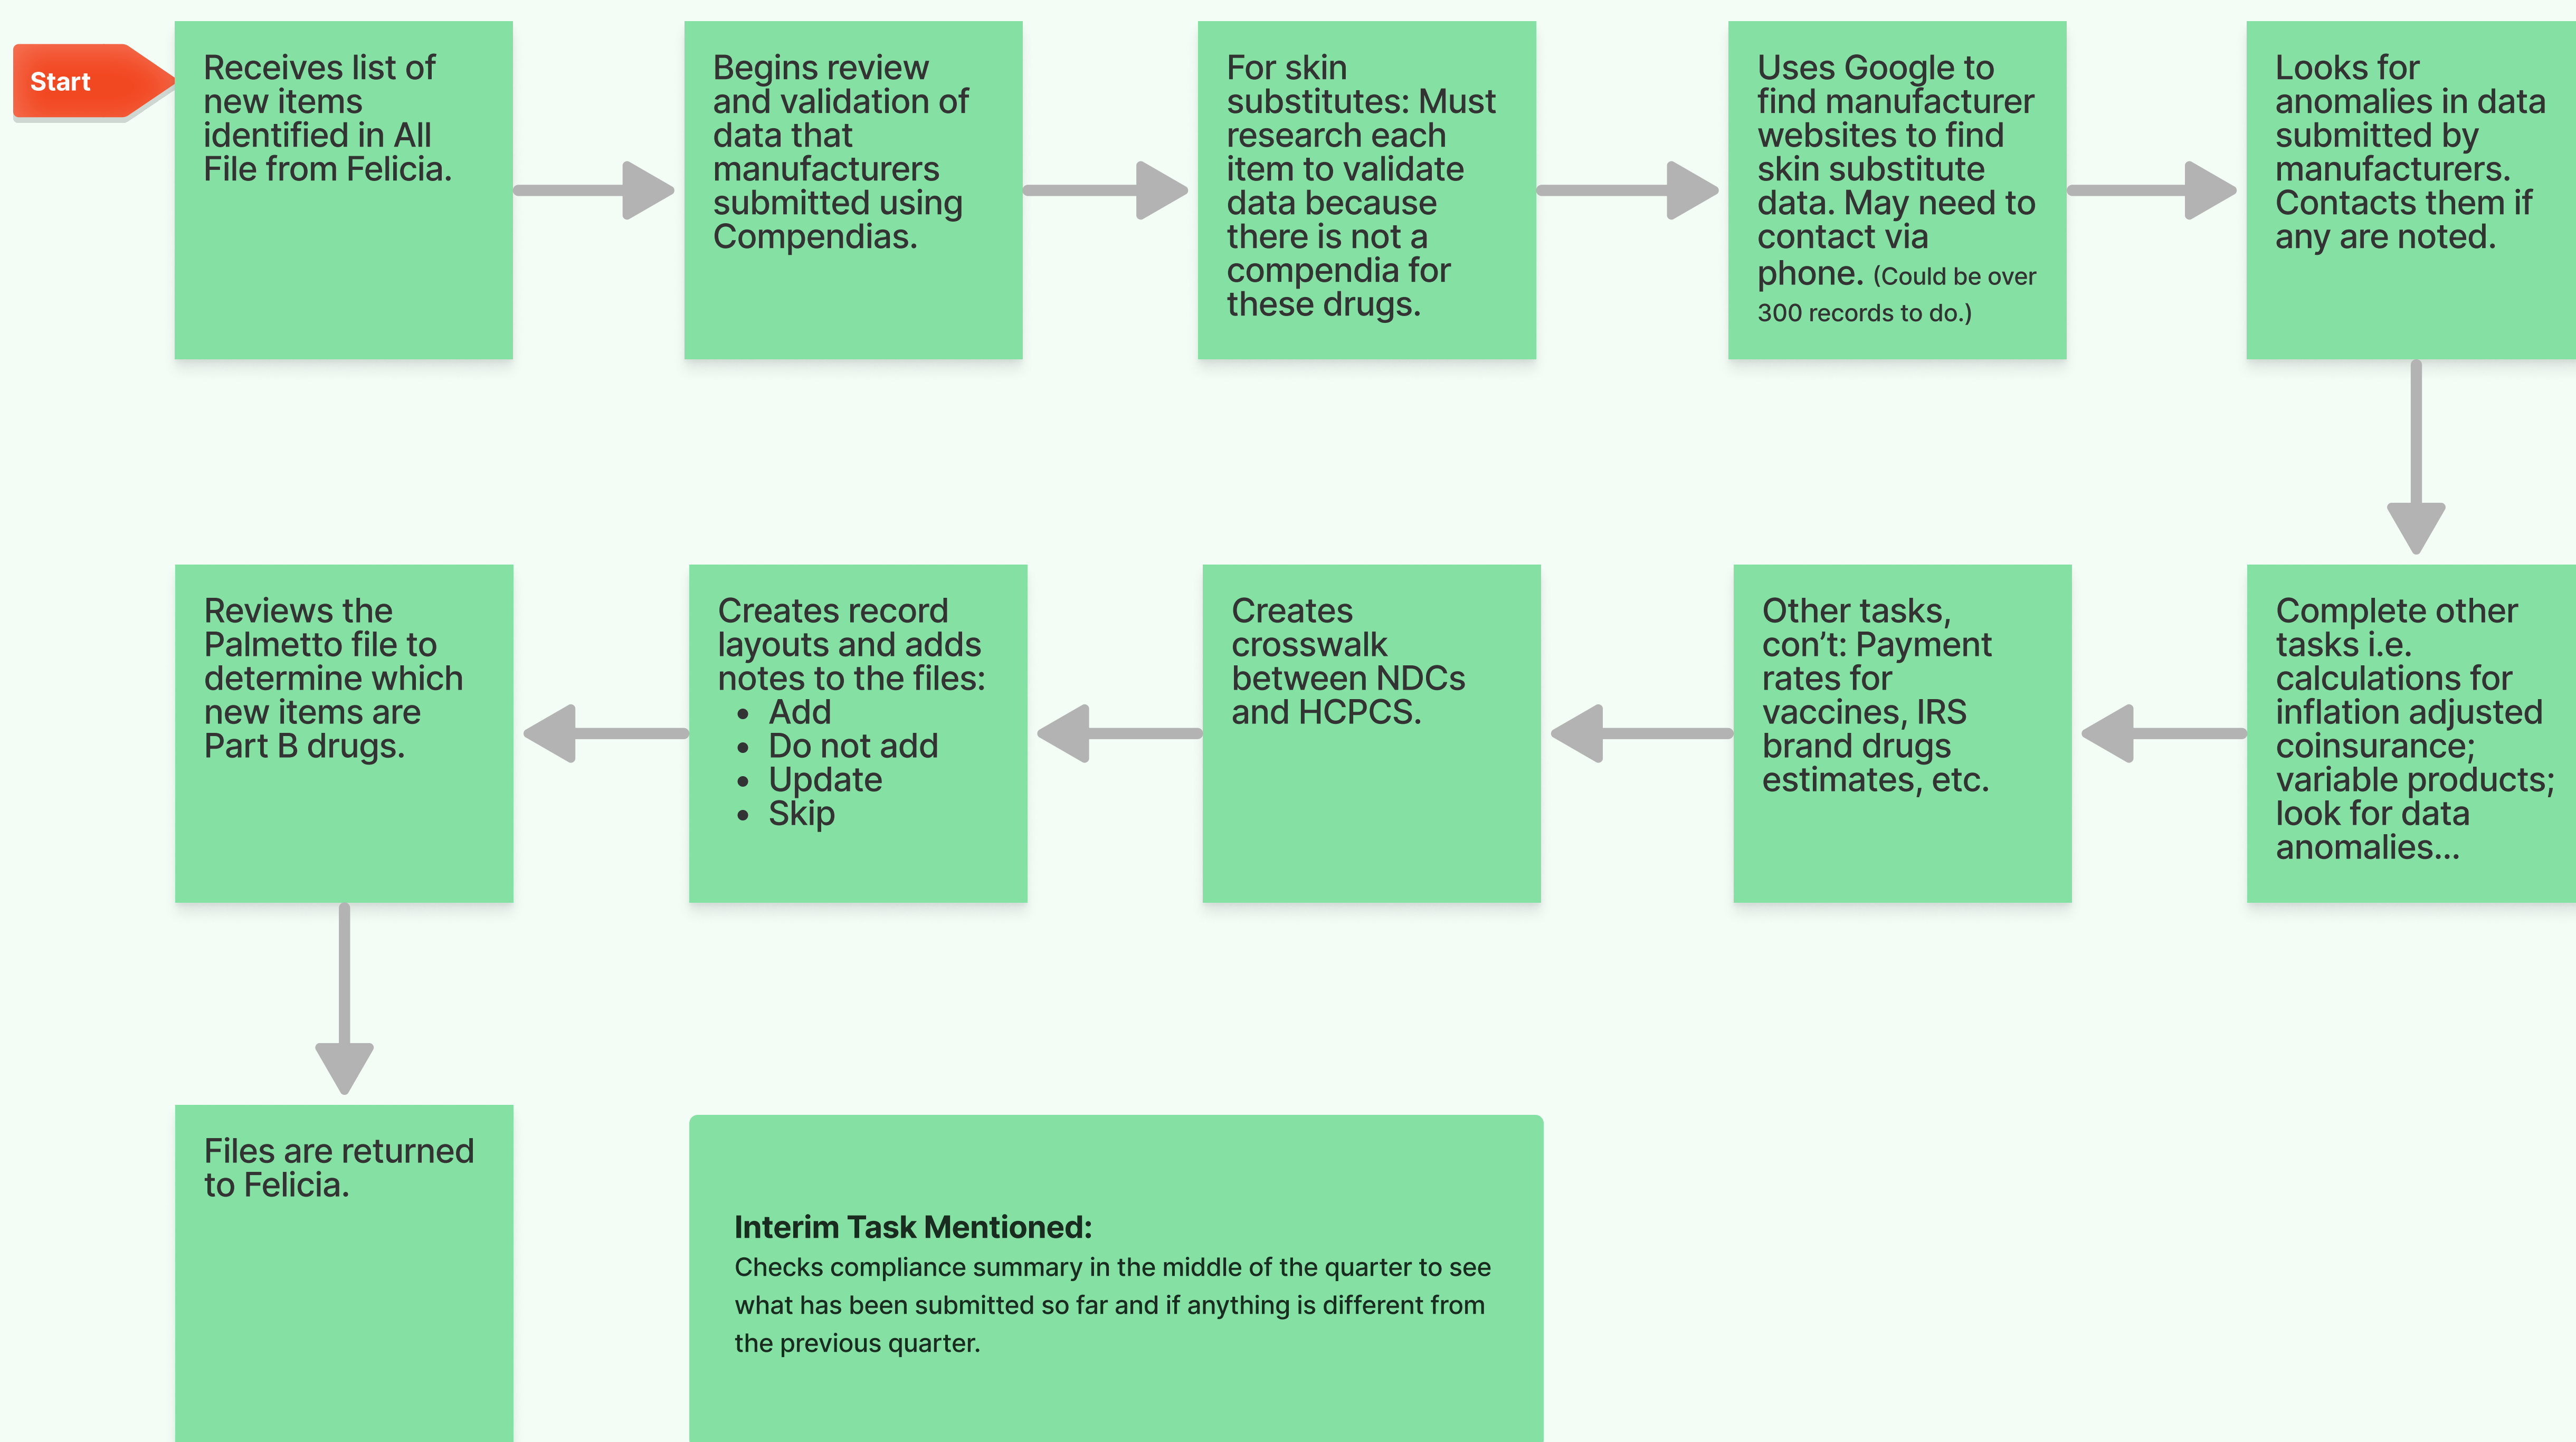 Start
Receives list of
new items
identified in All
File from Felicia.
Begins review
and validation of
data that
manufacturers
submitted using
Compendias.
For skin
substitutes: Must
research each
item to validate
data because
there is not a
compendia for
these drugs.
Uses Google to
find manufacturer
websites to find
skin substitute
data. May need to
contact via
phone. (Could be over
300 records to do.)
Looks for
anomalies in data
submitted by
manufacturers.
Contacts them if
any are noted.
Complete other
tasks i.e.
calculations for
inflation adjusted
coinsurance;
variable products;
look for data
anomalies...
Other tasks,
con’t: Payment
rates for
vaccines, IRS
brand drugs
estimates, etc.
Creates
crosswalk
between NDCs
and HCPCS.
Creates record
layouts and adds
notes to the files:
• Add
• Do not add
• Update
• Skip
Reviews the
Palmetto file to
determine which
new items are
Part B drugs.
Files are returned
to Felicia.
Interim Task Mentioned:
Checks compliance summary in the middle of the quarter to see
what has been submitted so far and if anything is different from
the previous quarter.